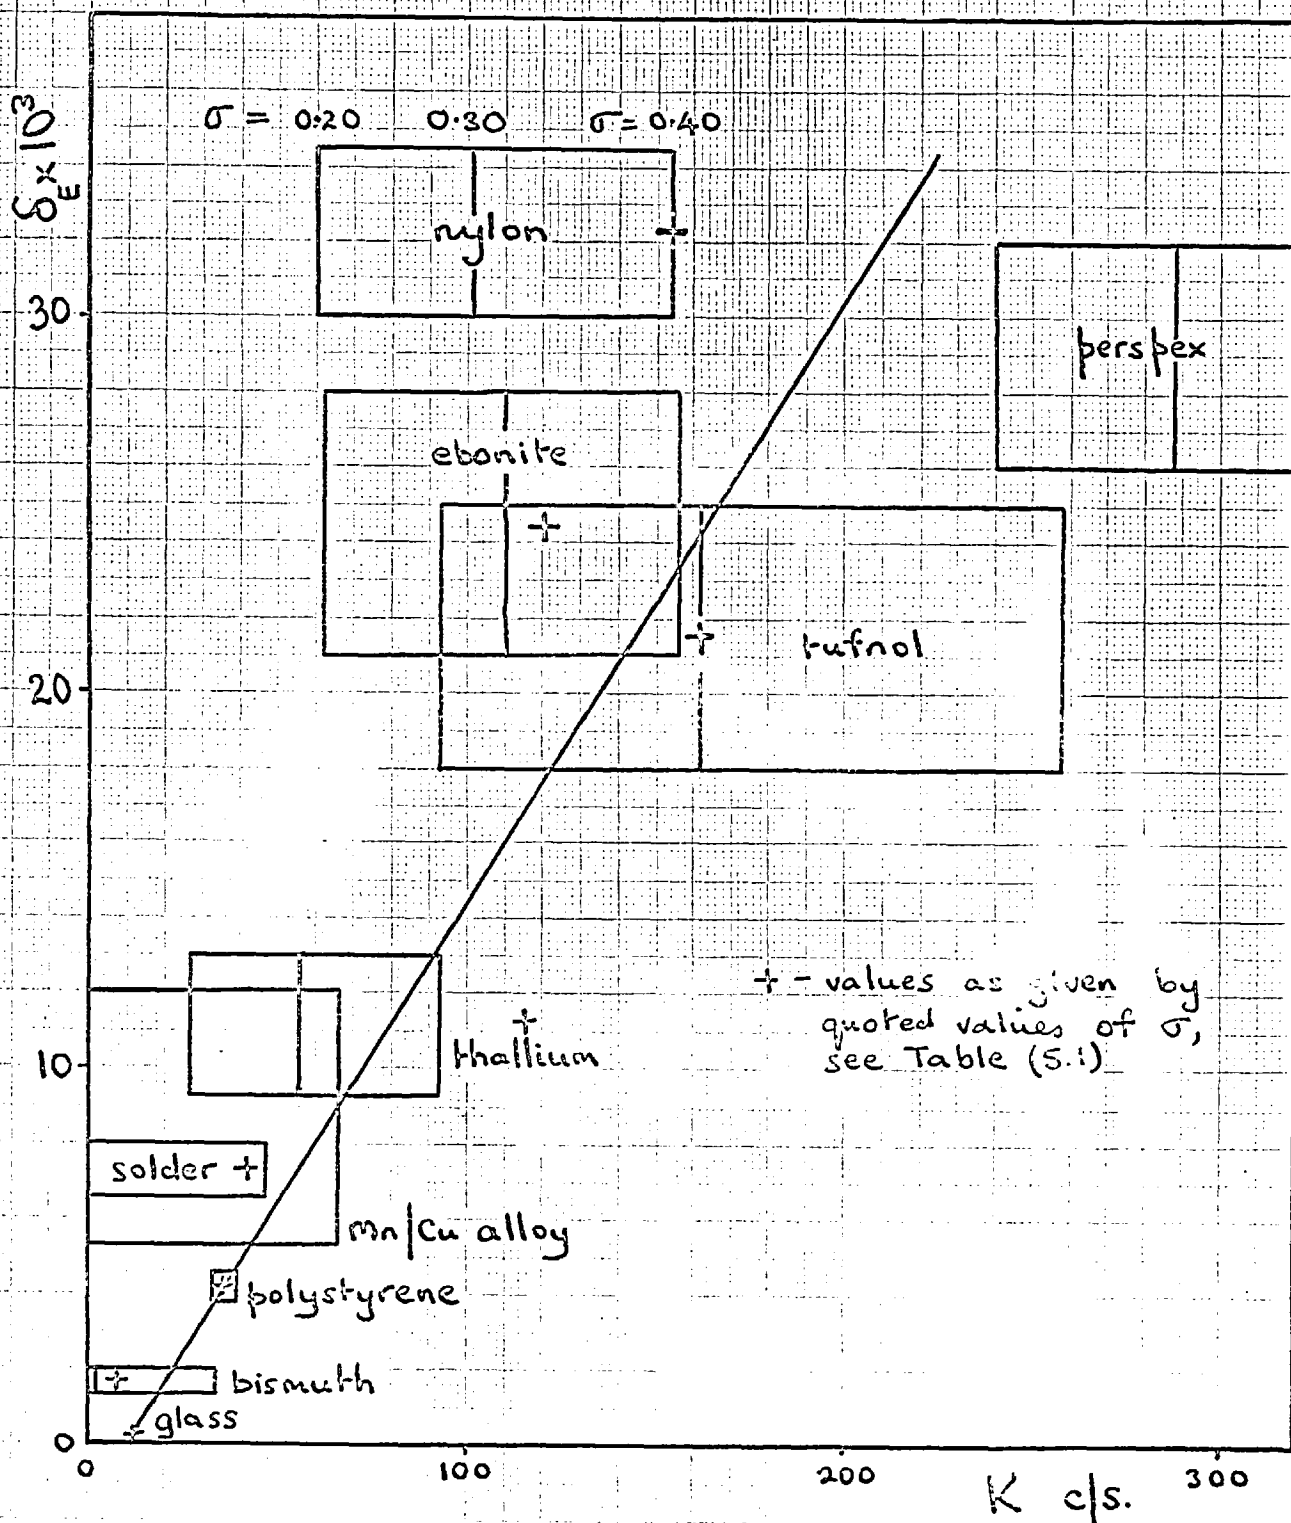 σ = 0.20 0.30 σ = 0.40
δ_E × 10³
nylon
30
perspex
ebonite
tufnol
20
+ - values as given by
quoted values of σ,
see Table (5.1)
thallium
10
solder
Mn/Cu alloy
polystyrene
bismuth
glass
0
0 100 200 300
K c/s.